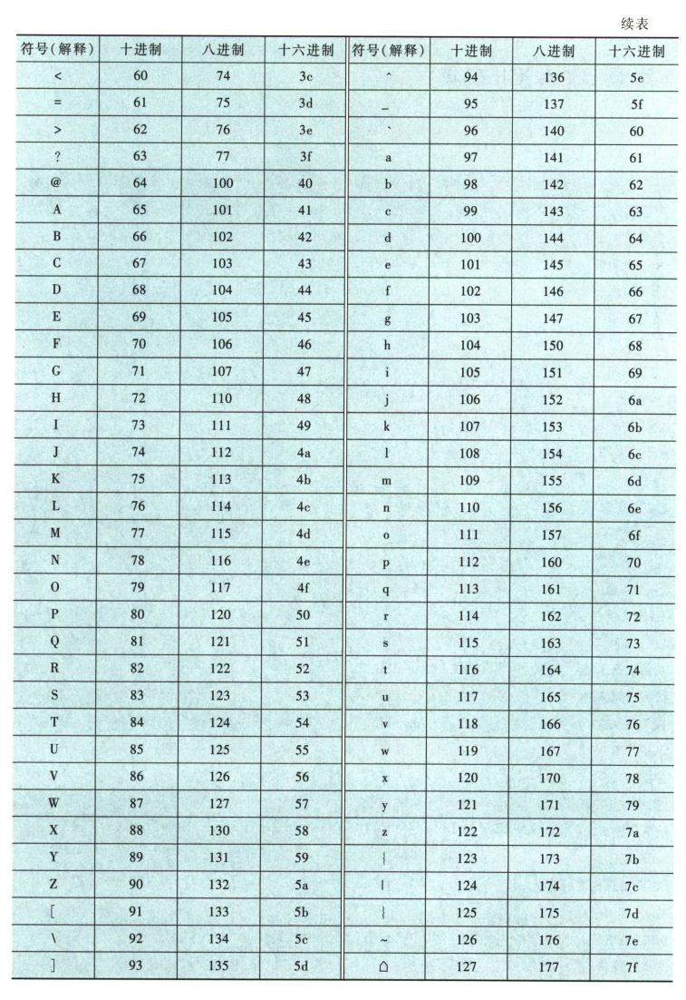 续表
符号(解释) 十进制 八进制 十六进制 符号(解释) 十进制 八进制 十六进制
< 60 74 3c ^ 94 136 5e
= 61 75 3d _ 95 137 5f
> 62 76 3e ` 96 140 60
? 63 77 3f a 97 141 61
@ 64 100 40 b 98 142 62
A 65 101 41 c 99 143 63
B 66 102 42 d 100 144 64
C 67 103 43 e 101 145 65
D 68 104 44 f 102 146 66
E 69 105 45 g 103 147 67
F 70 106 46 h 104 150 68
G 71 107 47 i 105 151 69
H 72 110 48 j 106 152 6a
I 73 111 49 k 107 153 6b
J 74 112 4a l 108 154 6c
K 75 113 4b m 109 155 6d
L 76 114 4c n 110 156 6e
M 77 115 4d o 111 157 6f
N 78 116 4e p 112 160 70
O 79 117 4f q 113 161 71
P 80 120 50 r 114 162 72
Q 81 121 51 s 115 163 73
R 82 122 52 t 116 164 74
S 83 123 53 u 117 165 75
T 84 124 54 v 118 166 76
U 85 125 55 w 119 167 77
V 86 126 56 x 120 170 78
W 87 127 57 y 121 171 79
X 88 130 58 z 122 172 7a
Y 89 131 59 { 123 173 7b
Z 90 132 5a | 124 174 7c
[ 91 133 5b } 125 175 7d
\ 92 134 5c ~ 126 176 7e
] 93 135 5d ⌂ 127 177 7f